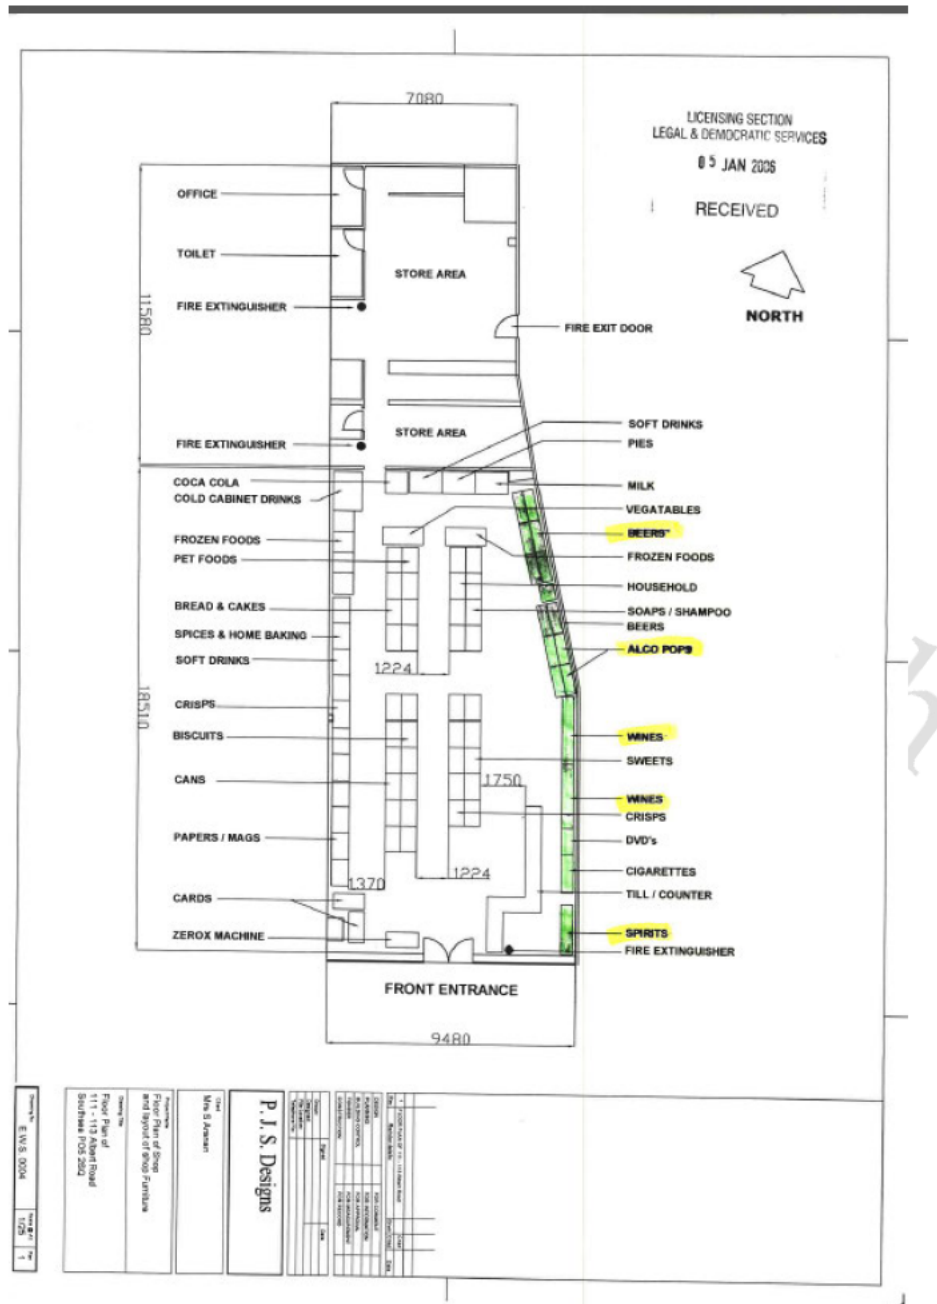 7080
LICENSING SECTION
LEGAL & DEMOCRATIC SERVICES
05 JAN 2006
RECEIVED
NORTH
OFFICE
TOILET
STORE AREA
FIRE EXTINGUISHER
FIRE EXIT DOOR
11580
STORE AREA
FIRE EXTINGUISHER
SOFT DRINKS
PIES
COCA COLA
MILK
COLD CABINET DRINKS
VEGATABLES
BEERS
FROZEN FOODS
FROZEN FOODS
PET FOODS
HOUSEHOLD
BREAD & CAKES
SOAPS / SHAMPOO
BEERS
SPICES & HOME BAKING
ALCO POPS
SOFT DRINKS
1224
18510
CRISPS
BISCUITS
WINES
SWEETS
CANS
1750
WINES
CRISPS
PAPERS / MAGS
DVD's
CIGARETTES
1370
1224
TILL / COUNTER
CARDS
ZEROX MACHINE
SPIRITS
FIRE EXTINGUISHER
FRONT ENTRANCE
9480
P. J. S. Designs
Client
Floor Plan of Shop
and layout of shop Furniture
Floor Plan of
111 - 113 Albert Road
Southsea PO5 2SQ
E.W.S. 0004
1/25
1